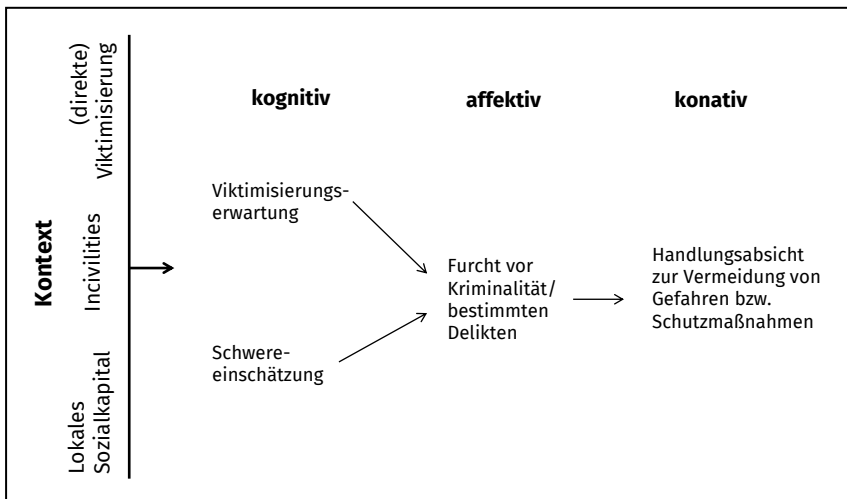 Kontext
(direkte)
Viktimisierung
Incivilities
Lokales
Sozialkapital
kognitiv
affektiv
konativ
Viktimisierungs-
erwartung
Schwere-
einschätzung
Furcht vor
Kriminalität/
bestimmten
Delikten
Handlungsabsicht
zur Vermeidung von
Gefahren bzw.
Schutzmaßnahmen